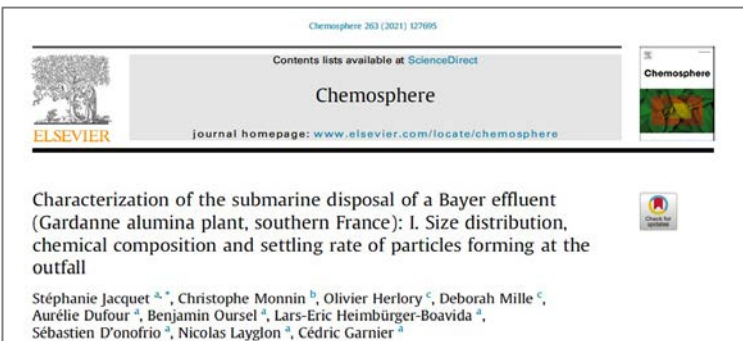 Chemosphere 263 (2021) 127695
Contents lists available at ScienceDirect
Chemosphere
journal homepage: www.elsevier.com/locate/chemosphere
ELSEVIER
Chemosphere
Characterization of the submarine disposal of a Bayer effluent
(Gardanne alumina plant, southern France): I. Size distribution,
chemical composition and settling rate of particles forming at the
outfall
Check for
updates
Stéphanie Jacquet a, *, Christophe Monnin b, Olivier Herlory c, Deborah Mille c,
Aurélie Dufour a, Benjamin Oursel a, Lars-Eric Heimbürger-Boavida a,
Sébastien D'onofrio a, Nicolas Layglon a, Cédric Garnier a